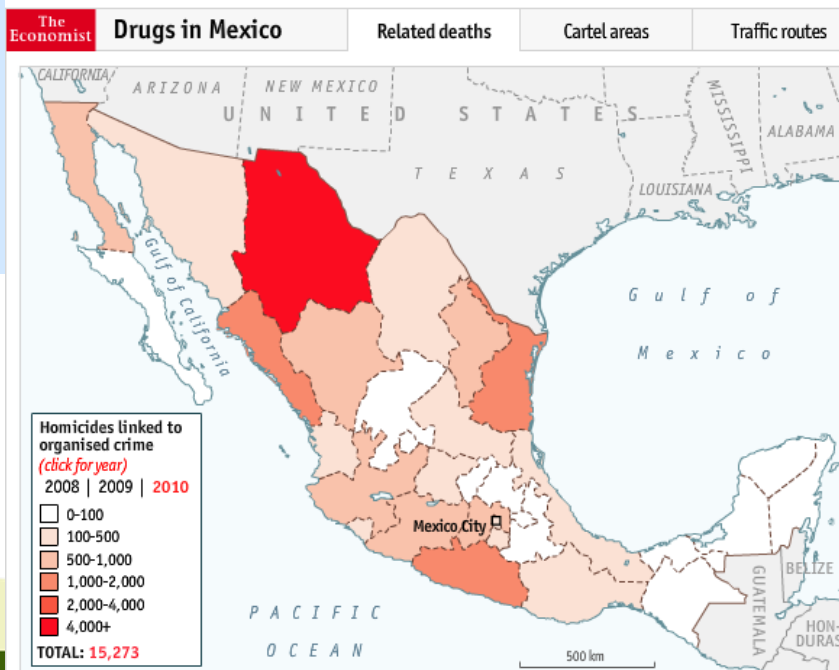 The
Economist
Drugs in Mexico
Related deaths
Cartel areas
Traffic routes
CALIFORNIA
ARIZONA
NEW MEXICO
UNITED STATES
MISSISSIPPI
ALABAMA
TEXAS
LOUISIANA
Gulf of California
Gulf of
Mexico
Homicides linked to
organised crime
(click for year)
2008 | 2009 | 2010
0-100
100-500
500-1,000
1,000-2,000
2,000-4,000
4,000+
TOTAL: 15,273
Mexico City
PACIFIC
OCEAN
500 km
BELIZE
GUATEMALA
HON-
DURAS